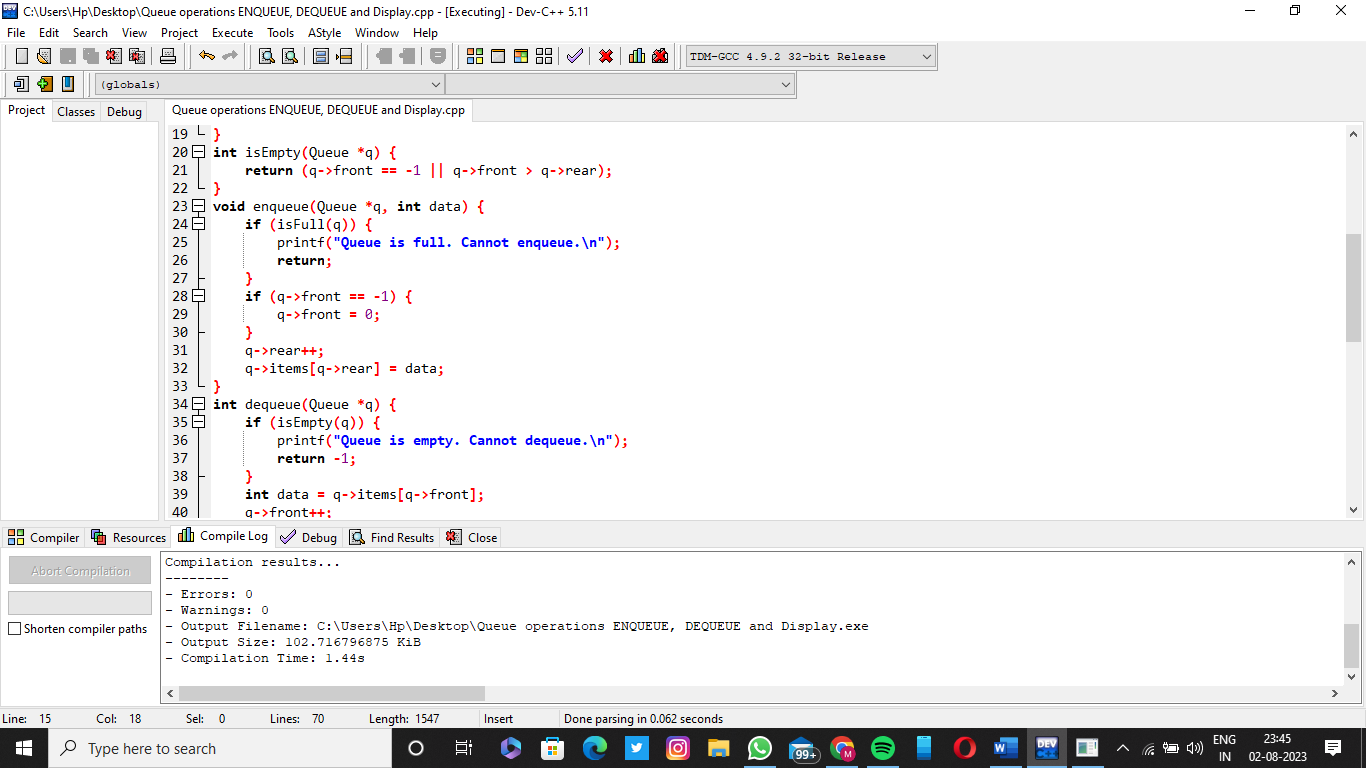 C:\Users\Hp\Desktop\Queue operations ENQUEUE, DEQUEUE and Display.cpp - [Executing] - Dev-C++ 5.11
File Edit Search View Project Execute Tools AStyle Window Help
TDM-GCC 4.9.2 32-bit Release
(globals)
Project Classes Debug
Queue operations ENQUEUE, DEQUEUE and Display.cpp
19 }
20 int isEmpty(Queue *q) {
21     return (q->front == -1 || q->front > q->rear);
22 }
23 void enqueue(Queue *q, int data) {
24     if (isFull(q)) {
25         printf("Queue is full. Cannot enqueue.\n");
26         return;
27     }
28     if (q->front == -1) {
29         q->front = 0;
30     }
31     q->rear++;
32     q->items[q->rear] = data;
33 }
34 int dequeue(Queue *q) {
35     if (isEmpty(q)) {
36         printf("Queue is empty. Cannot dequeue.\n");
37         return -1;
38     }
39     int data = q->items[q->front];
40     q->front++;
Compiler Resources Compile Log Debug Find Results Close
Abort Compilation
Shorten compiler paths
Compilation results...
--------
- Errors: 0
- Warnings: 0
- Output Filename: C:\Users\Hp\Desktop\Queue operations ENQUEUE, DEQUEUE and Display.exe
- Output Size: 102.716796875 KiB
- Compilation Time: 1.44s
Line: 15 Col: 18 Sel: 0 Lines: 70 Length: 1547 Insert Done parsing in 0.062 seconds
Type here to search
99+
M
W
DEV
ENG
IN
23:45
02-08-2023